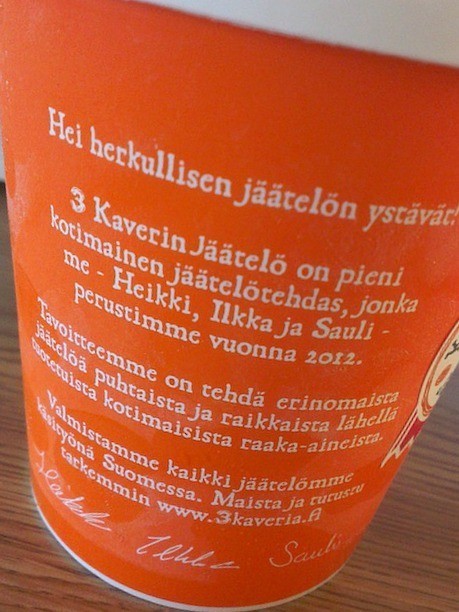 Hei herkullisen jäätelön ystävät!
3 Kaverin Jäätelö on pieni
kotimainen jäätelötehdas, jonka
me - Heikki, Ilkka ja Sauli -
perustimme vuonna 2012.
Tavoitteemme on tehdä erinomaista
jäätelöä puhtaista ja raikkaista lähellä
tuotetuista kotimaisista raaka-aineista.
Valmistamme kaikki jäätelömme
käsityönä Suomessa. Maista ja tutustu
tarkemmin www.3kaveria.fi
Heikki Ilkka Sauli